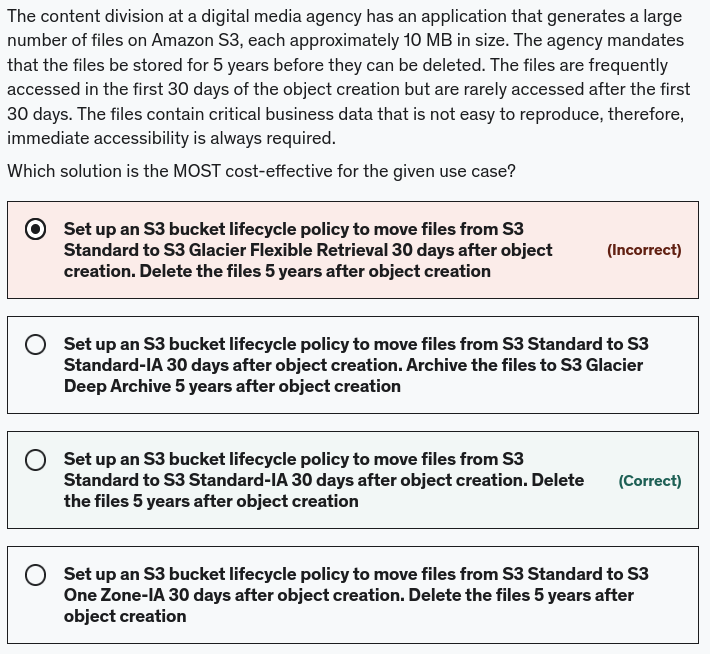 The content division at a digital media agency has an application that generates a large
number of files on Amazon S3, each approximately 10 MB in size. The agency mandates
that the files be stored for 5 years before they can be deleted. The files are frequently
accessed in the first 30 days of the object creation but are rarely accessed after the first
30 days. The files contain critical business data that is not easy to reproduce, therefore,
immediate accessibility is always required.
Which solution is the MOST cost-effective for the given use case?
Set up an S3 bucket lifecycle policy to move files from S3
Standard to S3 Glacier Flexible Retrieval 30 days after object
creation. Delete the files 5 years after object creation
(Incorrect)
Set up an S3 bucket lifecycle policy to move files from S3 Standard to S3
Standard-IA 30 days after object creation. Archive the files to S3 Glacier
Deep Archive 5 years after object creation
Set up an S3 bucket lifecycle policy to move files from S3
Standard to S3 Standard-IA 30 days after object creation. Delete
the files 5 years after object creation
(Correct)
Set up an S3 bucket lifecycle policy to move files from S3 Standard to S3
One Zone-IA 30 days after object creation. Delete the files 5 years after
object creation